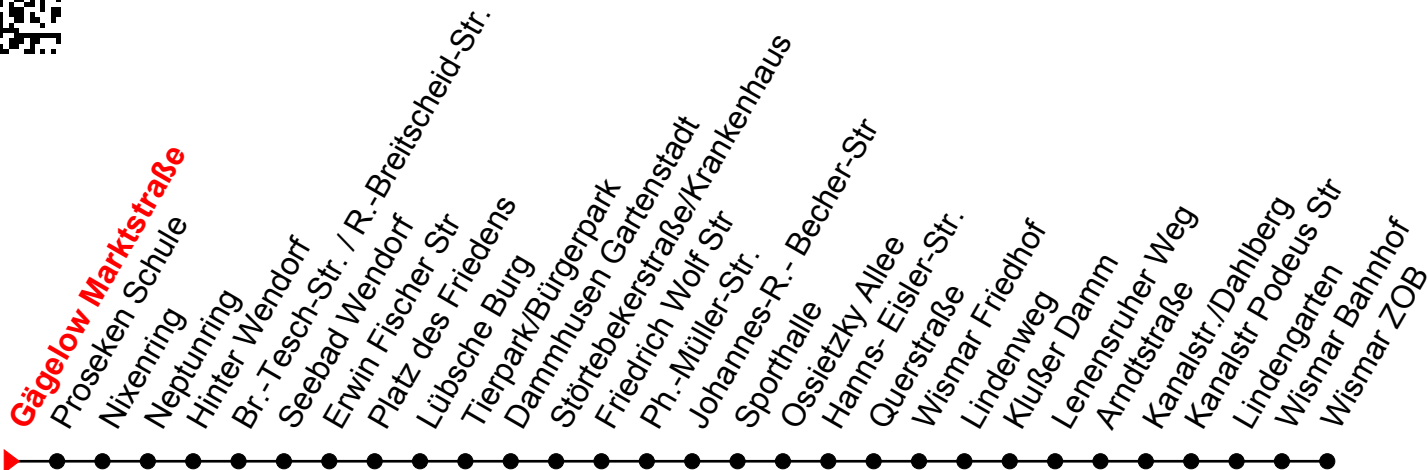 Gägelow Marktstraße
Proseken Schule
Nixenring
Neptunring
Hinter Wendorf
Br.-Tesch-Str. / R.-Breitscheid-Str.
Seebad Wendorf
Erwin Fischer Str
Platz des Friedens
Lübsche Burg
Tierpark/Bürgerpark
Dammhusen Gartenstadt
Störtebekerstraße/Krankenhaus
Friedrich Wolf Str
Ph.-Müller-Str.
Johannes-R.- Becher-Str
Sporthalle
Ossietzky Allee
Hanns- Eisler-Str.
Querstraße
Wismar Friedhof
Lindenweg
Klußer Damm
Lenensruher Weg
Arndtstraße
Kanalstr./Dahlberg
Kanalstr Podeus Str
Lindengarten
Wismar Bahnhof
Wismar ZOB